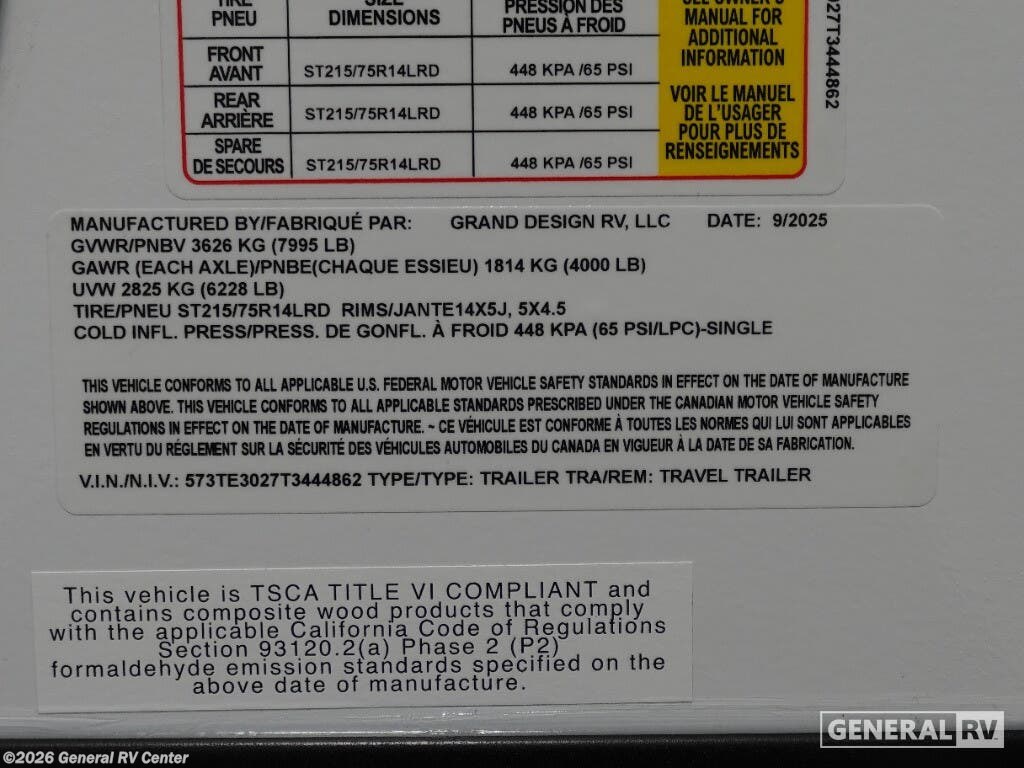 TIRE SIZE
PNEU DIMENSIONS PRESSION DES
PNEUS À FROID
SEE OWNER'S
MANUAL FOR
ADDITIONAL
INFORMATION
FRONT
AVANT ST215/75R14LRD 448 KPA /65 PSI
REAR
ARRIÈRE ST215/75R14LRD 448 KPA /65 PSI
SPARE
DE SECOURS ST215/75R14LRD 448 KPA /65 PSI
VOIR LE MANUEL
DE L'USAGER
POUR PLUS DE
RENSEIGNEMENTS
027T3444862
MANUFACTURED BY/FABRIQUÉ PAR: GRAND DESIGN RV, LLC DATE: 9/2025
GVWR/PNBV 3626 KG (7995 LB)
GAWR (EACH AXLE)/PNBE(CHAQUE ESSIEU) 1814 KG (4000 LB)
UVW 2825 KG (6228 LB)
TIRE/PNEU ST215/75R14LRD RIMS/JANTE14X5J, 5X4.5
COLD INFL. PRESS/PRESS. DE GONFL. À FROID 448 KPA (65 PSI/LPC)-SINGLE
THIS VEHICLE CONFORMS TO ALL APPLICABLE U.S. FEDERAL MOTOR VEHICLE SAFETY STANDARDS IN EFFECT ON THE DATE OF MANUFACTURE
SHOWN ABOVE. THIS VEHICLE CONFORMS TO ALL APPLICABLE STANDARDS PRESCRIBED UNDER THE CANADIAN MOTOR VEHICLE SAFETY
REGULATIONS IN EFFECT ON THE DATE OF MANUFACTURE. ~ CE VÉHICULE EST CONFORME À TOUTES LES NORMES QUI LUI SONT APPLICABLES
EN VERTU DU RÉGLEMENT SUR LA SÉCURITÉ DES VÉHICULES AUTOMOBILES DU CANADA EN VIGUEUR À LA DATE DE SA FABRICATION.
V.I.N./N.I.V.: 573TE3027T3444862 TYPE/TYPE: TRAILER TRA/REM: TRAVEL TRAILER
This vehicle is TSCA TITLE VI COMPLIANT and
contains composite wood products that comply
with the applicable California Code of Regulations
Section 93120.2(a) Phase 2 (P2)
formaldehyde emission standards specified on the
above date of manufacture.
GENERAL RV
©2026 General RV Center